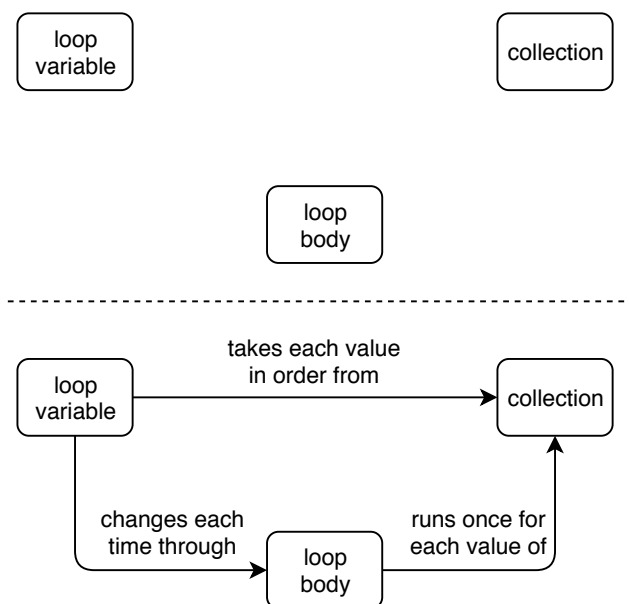 loop
variable
collection
loop
body
takes each value
in order from
loop
variable
collection
changes each
time through
runs once for
each value of
loop
body